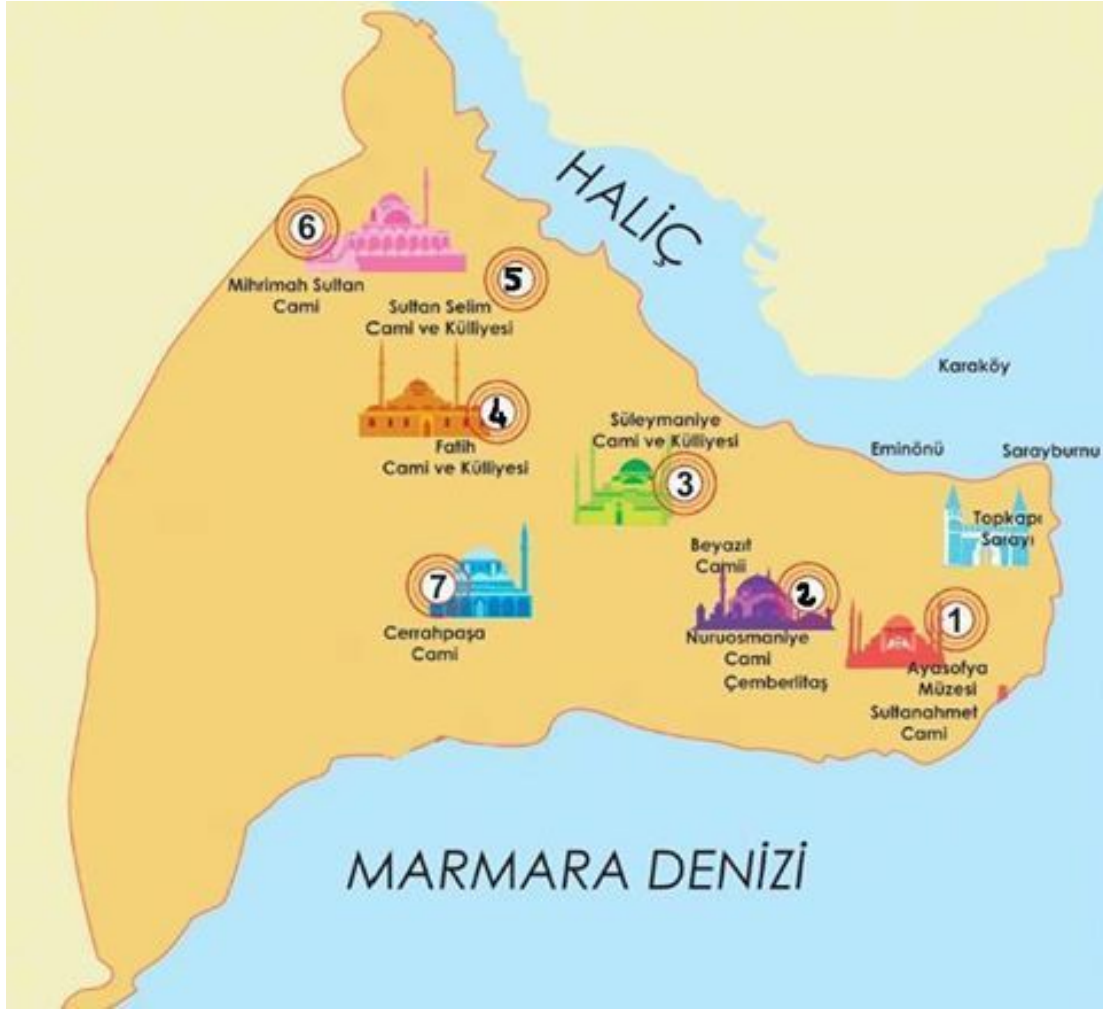 HALİÇ
6
Mihrimah Sultan
Cami
5
Sultan Selim
Cami ve Külliyesi
Karaköy
4
Fatih
Cami ve Külliyesi
Süleymaniye
Cami ve Külliyesi
3
Eminönü
Sarayburnu
Topkapı
Sarayı
Beyazıt
Camii
2
Nuruosmaniye
Cami
Çemberlitaş
7
Cerrahpaşa
Cami
1
Ayasofya
Müzesi
Sultanahmet
Cami
MARMARA DENİZİ